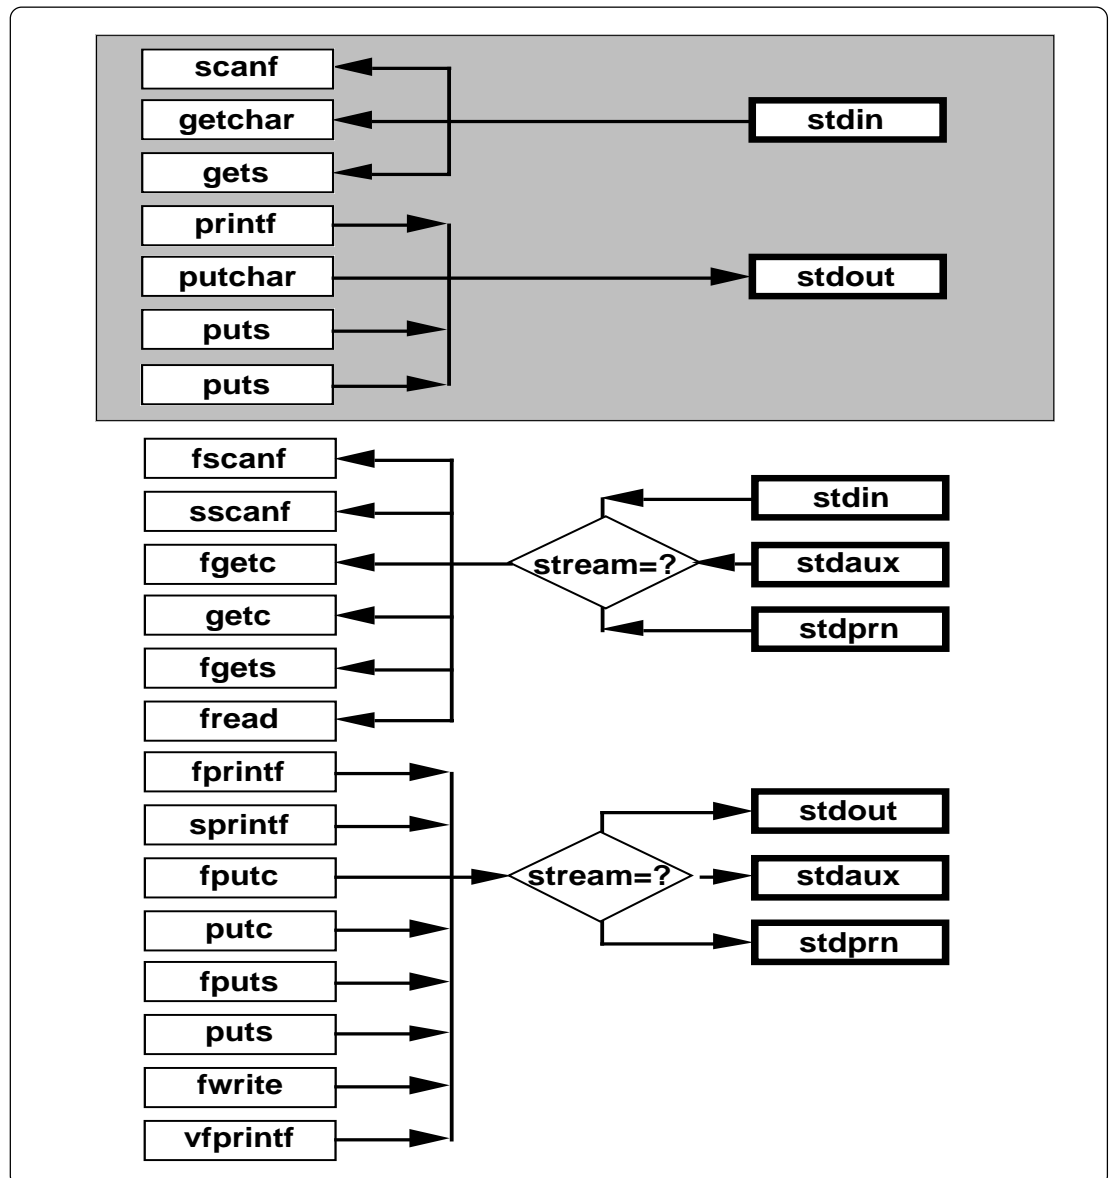 scanf
getchar
stdin
gets
printf
putchar
stdout
puts
puts
fscanf
sscanf
stdin
fgetc
stream=?
stdaux
getc
stdprn
fgets
fread
fprintf
sprintf
stdout
fputc
stream=?
stdaux
putc
stdprn
fputs
puts
fwrite
vfprintf